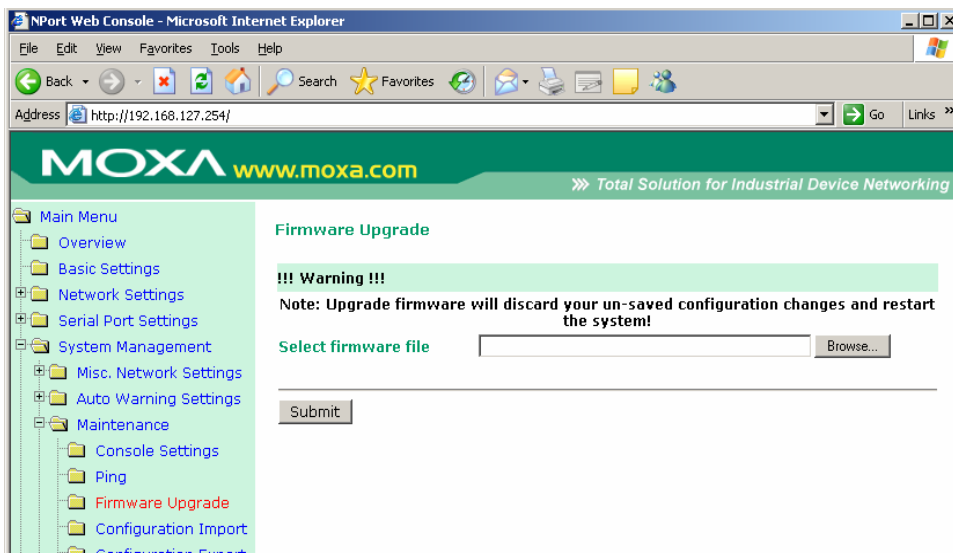 NPort Web Console - Microsoft Internet Explorer
File Edit View Favorites Tools Help
Back Search Favorites
Address http://192.168.127.254/ Go Links »
MOXA www.moxa.com
Total Solution for Industrial Device Networking
Main Menu
Overview
Basic Settings
Network Settings
Serial Port Settings
System Management
Misc. Network Settings
Auto Warning Settings
Maintenance
Console Settings
Ping
Firmware Upgrade
Configuration Import
Configuration Export
Firmware Upgrade
!!! Warning !!!
Note: Upgrade firmware will discard your un-saved configuration changes and restart
the system!
Select firmware file Browse...
Submit